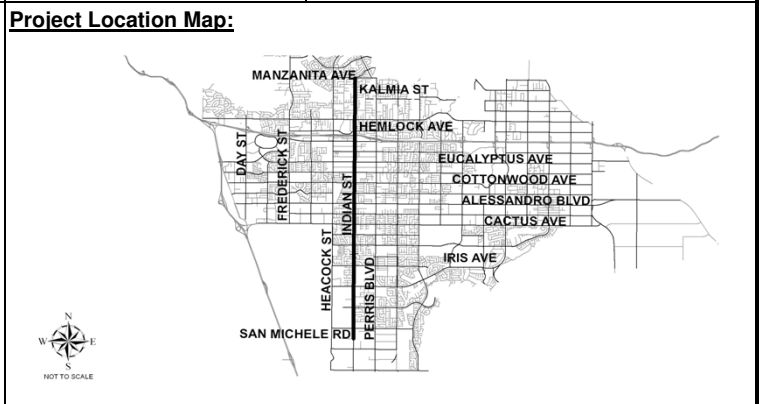 Project Location Map:
MANZANITA AVE
KALMIA ST
HEMLOCK AVE
DAY ST
FREDERICK ST
EUCALYPTUS AVE
COTTONWOOD AVE
INDIAN ST
ALESSANDRO BLVD
CACTUS AVE
HEACOCK ST
IRIS AVE
PERRIS BLVD
SAN MICHELE RD
N
W
E
S
NOT TO SCALE